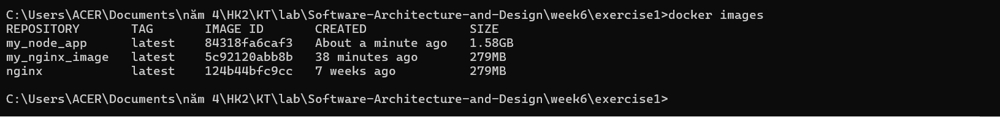 C:\Users\ACER\Documents\năm 4\HK2\KT\lab\Software-Architecture-and-Design\week6\exercise1>docker images
REPOSITORY       TAG       IMAGE ID       CREATED              SIZE
my_node_app      latest    84318fa6caf3   About a minute ago   1.58GB
my_nginx_image   latest    5c92120abb8b   38 minutes ago       279MB
nginx            latest    124b44bfc9cc   7 weeks ago          279MB
C:\Users\ACER\Documents\năm 4\HK2\KT\lab\Software-Architecture-and-Design\week6\exercise1>